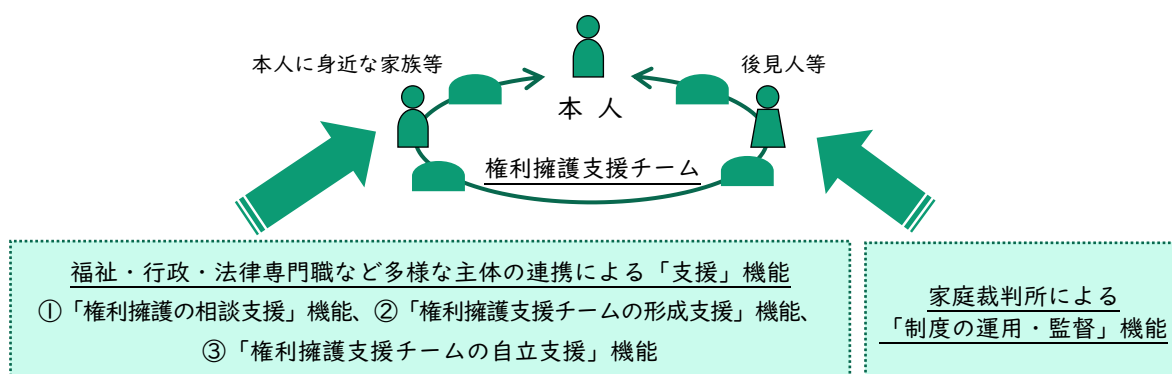 本人に身近な家族等
後見人等
本 人
権利擁護支援チーム
福祉・行政・法律専門職など多様な主体の連携による「支援」機能
①「権利擁護の相談支援」機能、②「権利擁護支援チームの形成支援」機能、
③「権利擁護支援チームの自立支援」機能
家庭裁判所による
「制度の運用・監督」機能